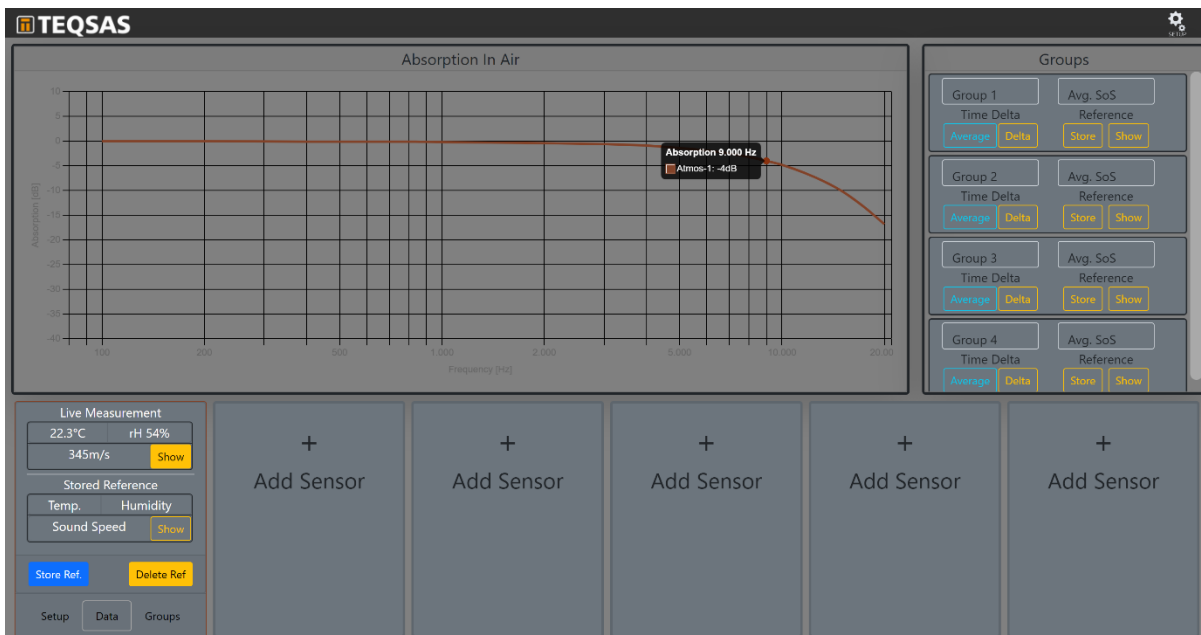 TEQSAS
SETUP
Absorption In Air
10
5
0
-5
-10
-15
-20
-25
-30
-35
-40
Absorption [dB]
100
200
500
1.000
2.000
5.000
10.000
20.00
Frequency [Hz]
Absorption 9.000 Hz
Atmos-1: -4dB
Groups
Group 1 Avg. SoS
Time Delta Reference
Average Delta Store Show
Group 2 Avg. SoS
Time Delta Reference
Average Delta Store Show
Group 3 Avg. SoS
Time Delta Reference
Average Delta Store Show
Group 4 Avg. SoS
Time Delta Reference
Average Delta Store Show
Live Measurement
22.3°C rH 54%
345m/s Show
Stored Reference
Temp. Humidity
Sound Speed Show
Store Ref. Delete Ref
Setup Data Groups
+
Add Sensor
+
Add Sensor
+
Add Sensor
+
Add Sensor
+
Add Sensor